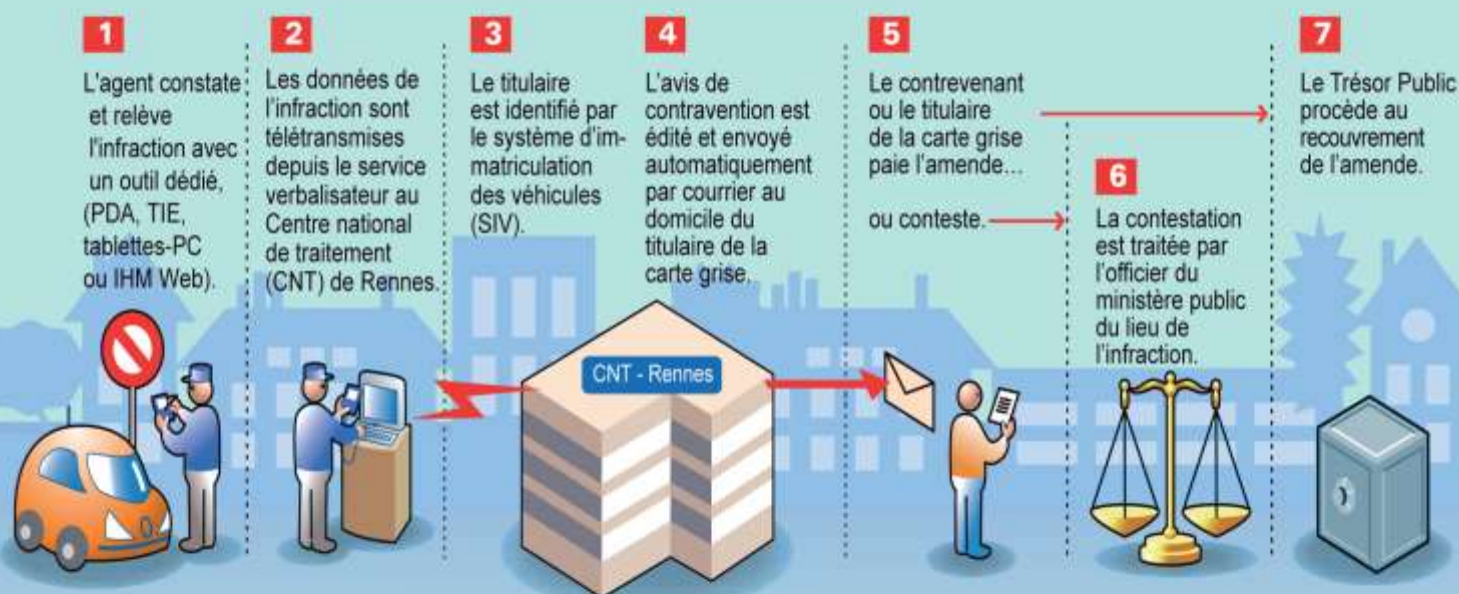 1
L'agent constate
et relève
l'infraction avec
un outil dédié,
(PDA, TIE,
tablettes-PC
ou IHM Web).
2
Les données de
l'infraction sont
télétransmises
depuis le service
verbalisateur au
Centre national
de traitement
(CNT) de Rennes.
3
Le titulaire
est identifié par
le système d'im-
matriculation
des véhicules
(SIV).
4
L'avis de
contravention est
édité et envoyé
automatiquement
par courrier au
domicile du
titulaire de la
carte grise.
5
Le contrevenant
ou le titulaire
de la carte grise
paie l'amende...
ou conteste.
6
La contestation
est traitée par
l'officier du
ministère public
du lieu de
l'infraction.
7
Le Trésor Public
procède au
recouvrement
de l'amende.
CNT - Rennes